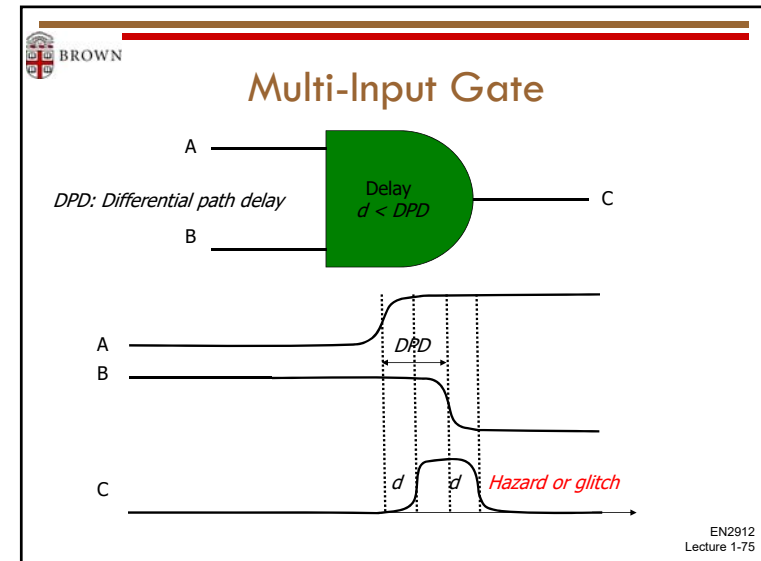 BROWN
Multi-Input Gate
A
DPD: Differential path delay
Delay
d < DPD
C
B
A
DPD
B
C
d
d
Hazard or glitch
EN2912
Lecture 1-75